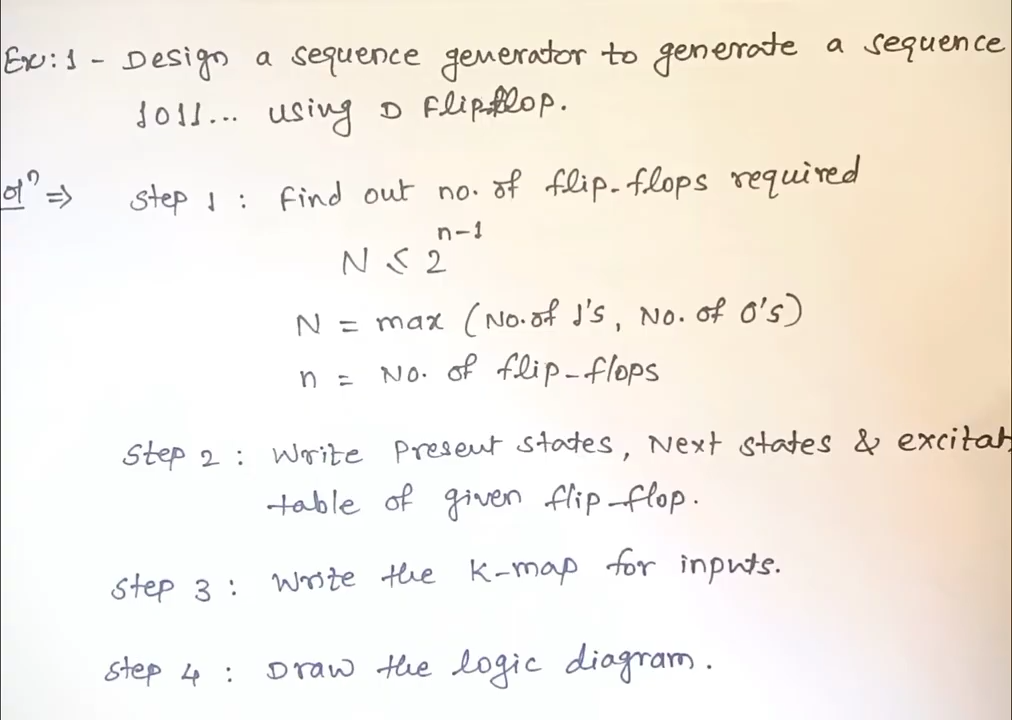 Ex:1 - Design a sequence generator to generate a sequence
1011... using D Flip-flop.
Solⁿ ⇒ Step 1 : Find out no. of flip-flops required
N ≤ 2^(n-1)
N = max (No. of 1's, No. of 0's)
n = No. of flip-flops
Step 2 : Write Present states, Next states & excitat
table of given flip-flop.
Step 3 : Write the K-map for inputs.
Step 4 : Draw the logic diagram.